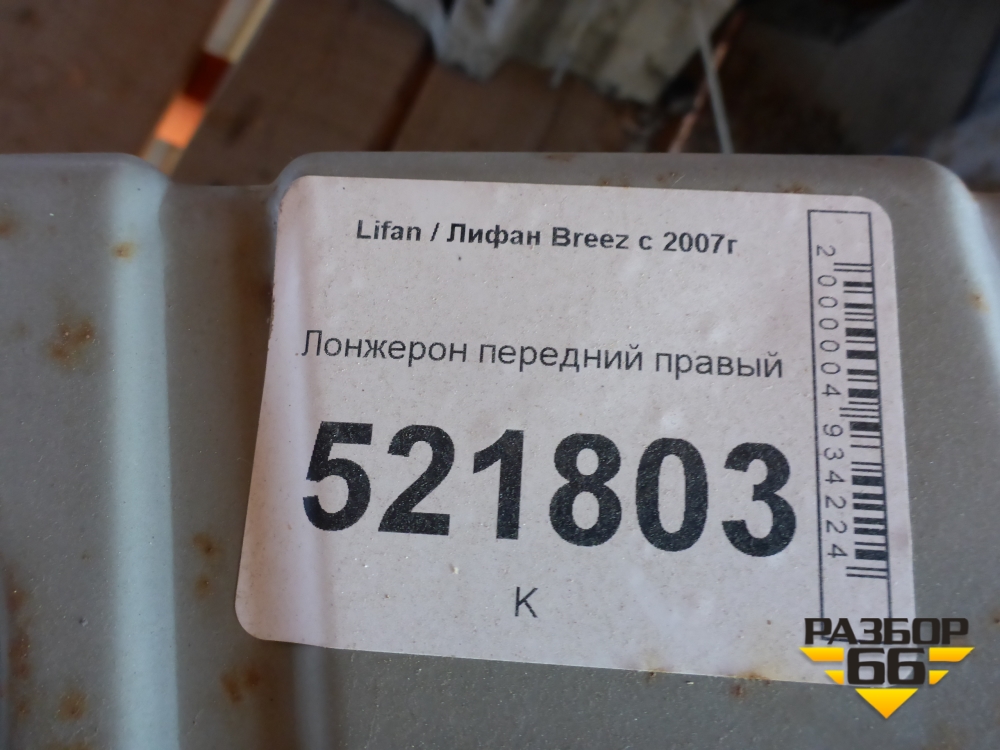 Lifan / Лифан Breez с 2007г
Лонжерон передний правый
521803
К
2000004934224
РАЗБОР
66